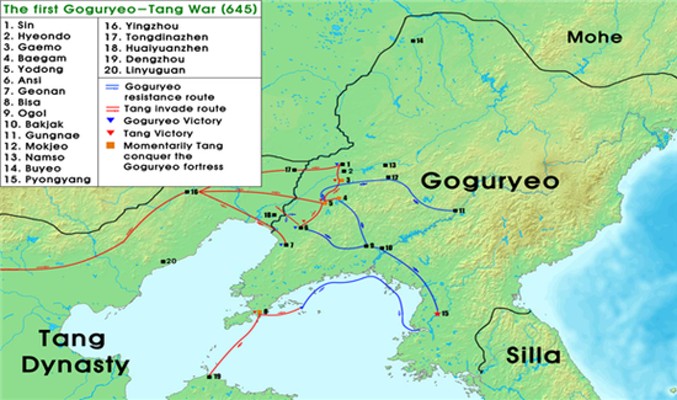 The first Goguryeo–Tang War (645)
1. Sin
2. Hyeondo
3. Gaemo
4. Baegam
5. Yodong
6. Ansi
7. Geonan
8. Bisa
9. Ogol
10. Bakjak
11. Gungnae
12. Mokjeo
13. Namso
14. Buyeo
15. Pyongyang
16. Yingzhou
17. Tongdinazhen
18. Huaiyuanzhen
19. Dengzhou
20. Linyuguan
Goguryeo
resistance route
Tang invade route
Goguryeo Victory
Tang Victory
Momentarily Tang
conquer the
Goguryeo fortress
14
Mohe
1
2
3
4
5
6
7
8
9
10
11
12
13
15
16
17
18
19
20
Goguryeo
Tang
Dynasty
Silla